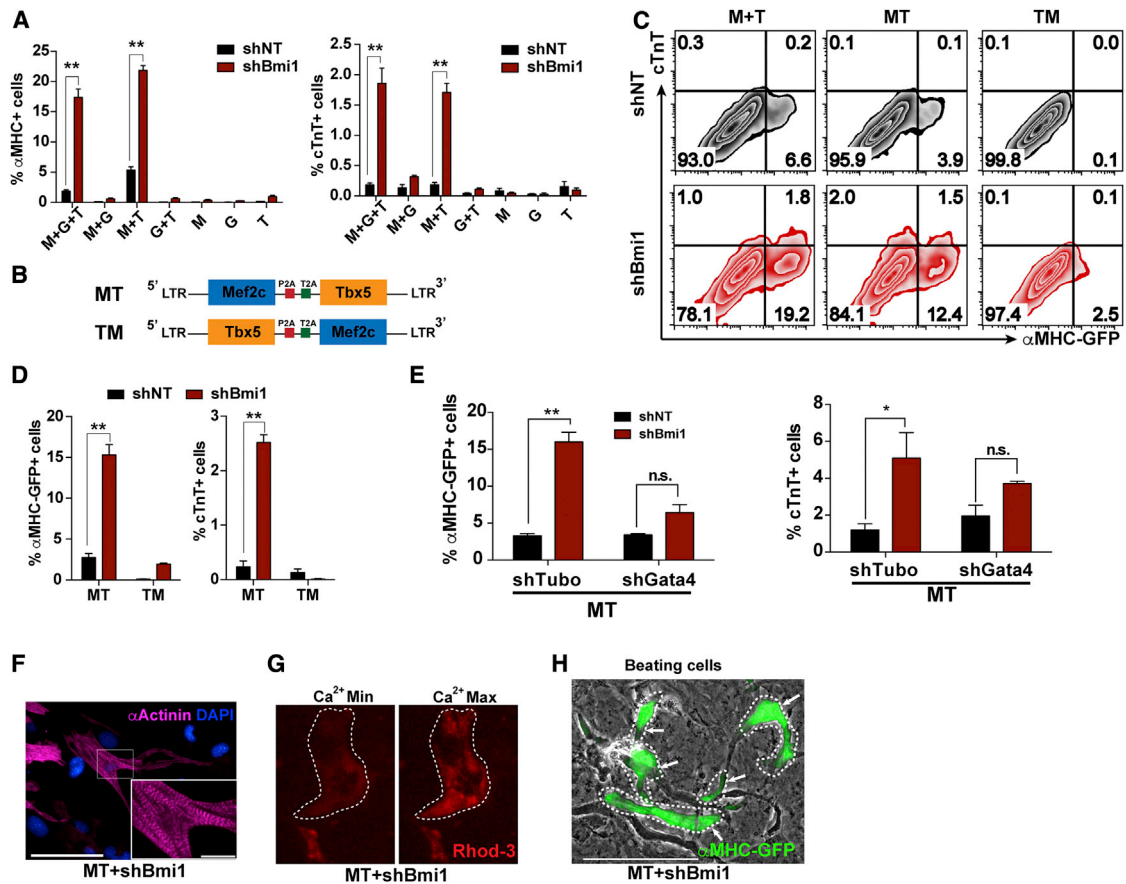 A
shNT
shBmi1
% αMHC+ cells
25
20
15
10
5
0
**
**
M+G+T
M+G
M+T
G+T
M
G
T
shNT
shBmi1
% cTnT+ cells
2.5
2.0
1.5
1.0
0.5
0.0
**
**
M+G+T
M+G
M+T
G+T
M
G
T
B
MT
5' LTR Mef2c P2A T2A Tbx5 LTR 3'
TM
5' LTR Tbx5 P2A T2A Mef2c LTR 3'
C
M+T MT TM
cTnT
shNT
0.3 0.2
93.0 6.6
0.1 0.1
95.9 3.9
0.1 0.0
99.8 0.1
shBmi1
1.0 1.8
78.1 19.2
2.0 1.5
84.1 12.4
0.1 0.1
97.4 2.5
αMHC-GFP
D
shNT shBmi1
% αMHC-GFP+ cells
20
15
10
5
0
**
MT TM
% cTnT+ cells
3
2
1
0
**
MT TM
E
% αMHC-GFP+ cells
20
15
10
5
0
**
n.s.
shNT
shBmi1
shTubo shGata4
MT
% cTnT+ cells
8
6
4
2
0
*
n.s.
shTubo shGata4
MT
F
αActinin DAPI
MT+shBmi1
G
Ca2+ Min Ca2+ Max
Rhod-3
MT+shBmi1
H
Beating cells
αMHC-GFP
MT+shBmi1